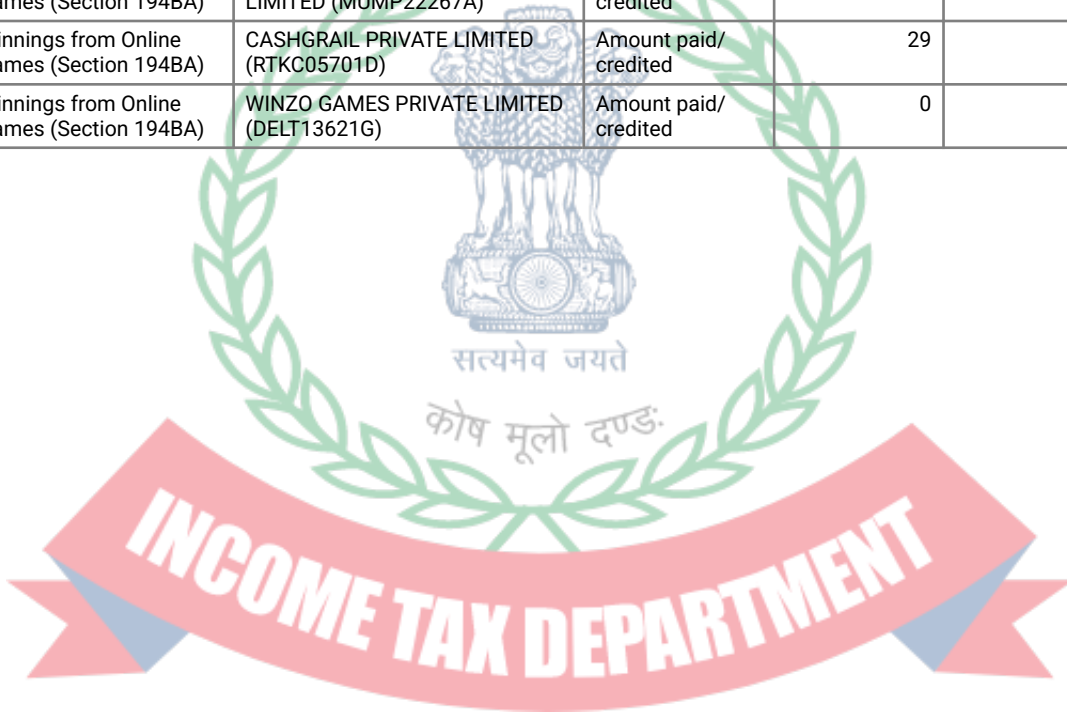 ames (Section 194BA) LIMITED (MUMP22267A) credited
innings from Online CASHGRAIL PRIVATE LIMITED Amount paid/ 29
ames (Section 194BA) (RTKC05701D) credited
innings from Online WINZO GAMES PRIVATE LIMITED Amount paid/ 0
ames (Section 194BA) (DELT13621G) credited
सत्यमेव जयते
कोष मूलो दण्डः
INCOME TAX DEPARTMENT